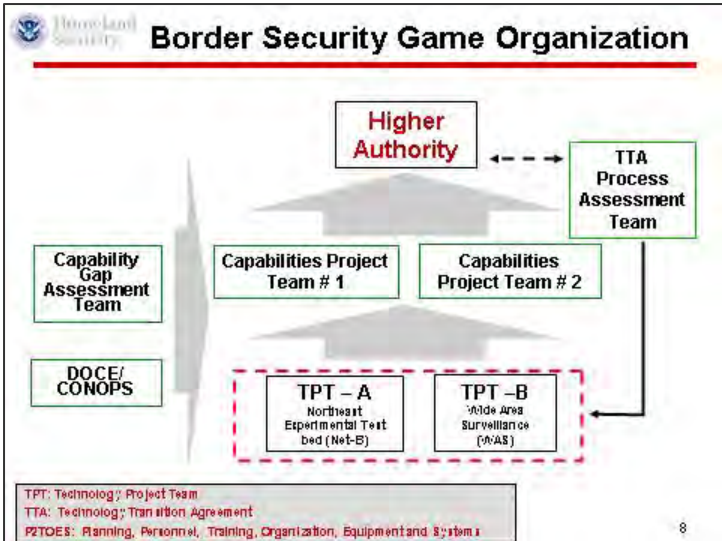 Homeland
Security
Border Security Game Organization
Higher
Authority
TTA
Process
Assessment
Team
Capability
Gap
Assessment
Team
Capabilities Project
Team # 1
Capabilities
Project Team # 2
DOCE/
CONOPS
TPT – A
Northeast
Experimental Test
bed (Net-B)
TPT –B
Wide Area
Surveillance
(WAS)
TPT: Technology Project Team
TTA: Technology Transition Agreement
P2TOES: Planning, Personnel, Training, Organization, Equipment and Systems
8